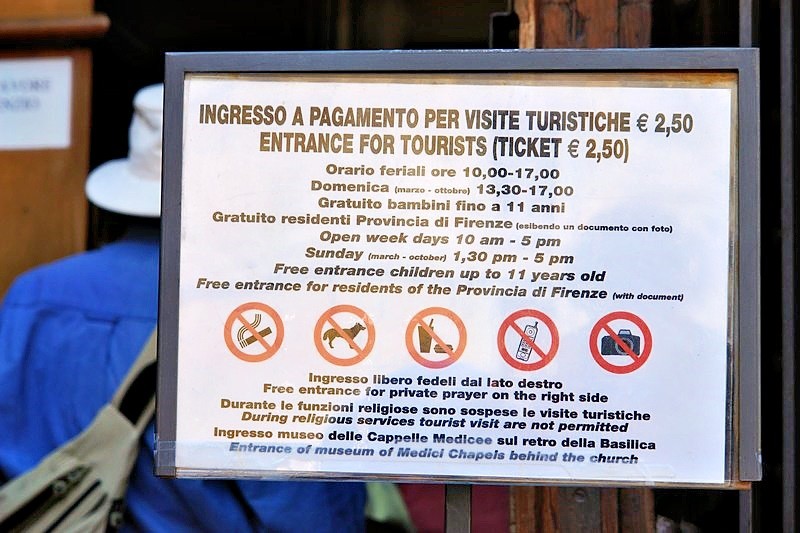 INGRESSO A PAGAMENTO PER VISITE TURISTICHE € 2,50
ENTRANCE FOR TOURISTS (TICKET € 2,50)
Orario feriali ore 10,00-17,00
Domenica (marzo - ottobre) 13,30-17,00
Gratuito bambini fino a 11 anni
Gratuito residenti Provincia di Firenze (esibendo un documento con foto)
Open week days 10 am - 5 pm
Sunday (march - october) 1,30 pm - 5 pm
Free entrance children up to 11 years old
Free entrance for residents of the Provincia di Firenze (with document)
Ingresso libero fedeli dal lato destro
Free entrance for private prayer on the right side
Durante le funzioni religiose sono sospese le visite turistiche
During religious services tourist visit are not permitted
Ingresso museo delle Cappelle Medicee sul retro della Basilica
Entrance of museum of Medici Chapels behind the church